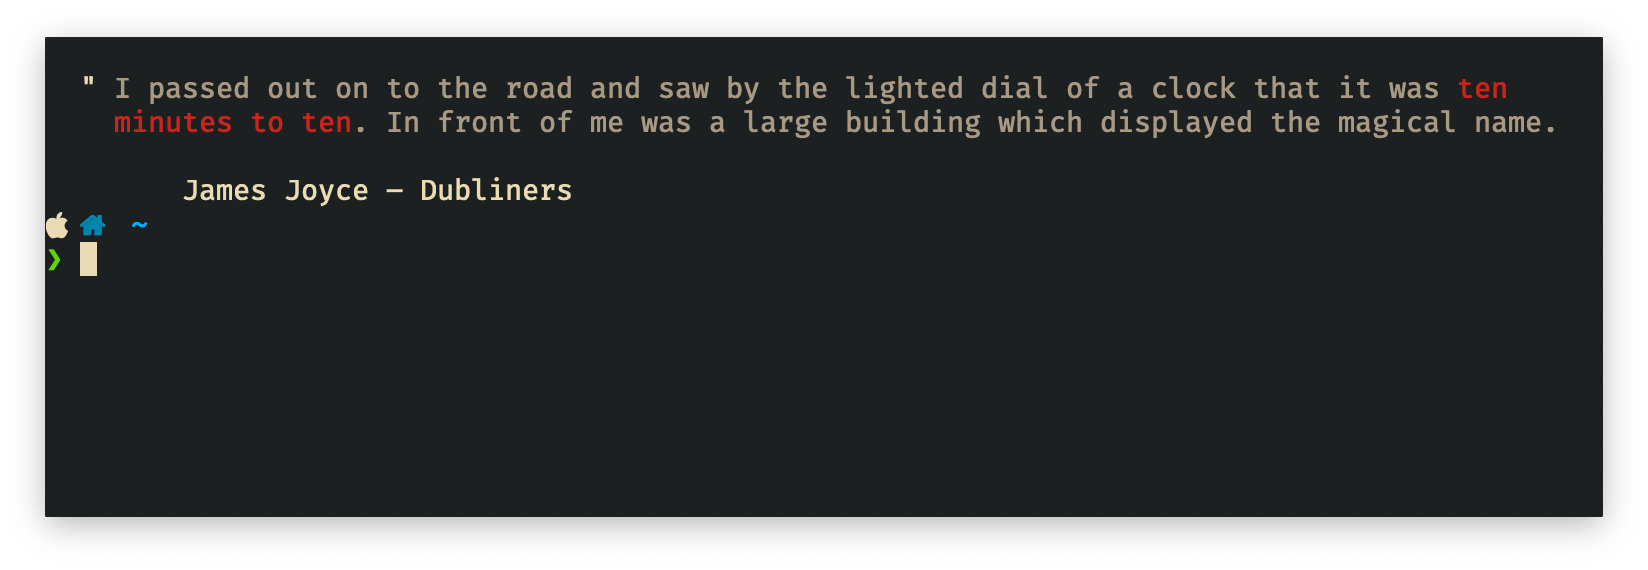 " I passed out on to the road and saw by the lighted dial of a clock that it was ten
minutes to ten. In front of me was a large building which displayed the magical name.
James Joyce — Dubliners
~
❯